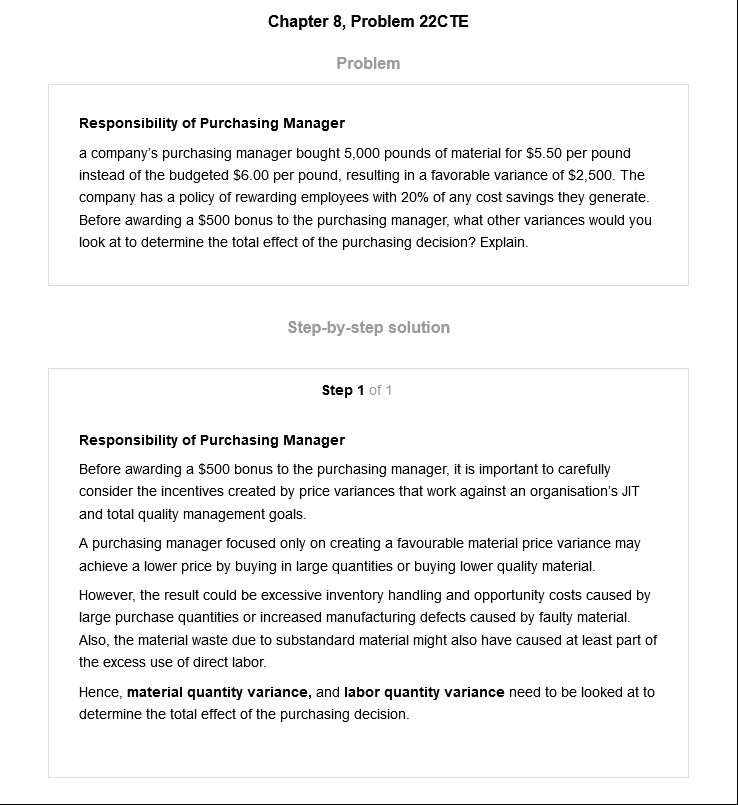 Chapter 8, Problem 22CTE
Problem
Responsibility of Purchasing Manager
a company's purchasing manager bought 5,000 pounds of material for $5.50 per pound
instead of the budgeted $6.00 per pound, resulting in a favorable variance of $2,500. The
company has a policy of rewarding employees with 20% of any cost savings they generate.
Before awarding a $500 bonus to the purchasing manager, what other variances would you
look at to determine the total effect of the purchasing decision? Explain.
Step-by-step solution
Step 1 of 1
Responsibility of Purchasing Manager
Before awarding a $500 bonus to the purchasing manager, it is important to carefully
consider the incentives created by price variances that work against an organisation's JIT
and total quality management goals.
A purchasing manager focused only on creating a favourable material price variance may
achieve a lower price by buying in large quantities or buying lower quality material.
However, the result could be excessive inventory handling and opportunity costs caused by
large purchase quantities or increased manufacturing defects caused by faulty material.
Also, the material waste due to substandard material might also have caused at least part of
the excess use of direct labor.
Hence, material quantity variance, and labor quantity variance need to be looked at to
determine the total effect of the purchasing decision.